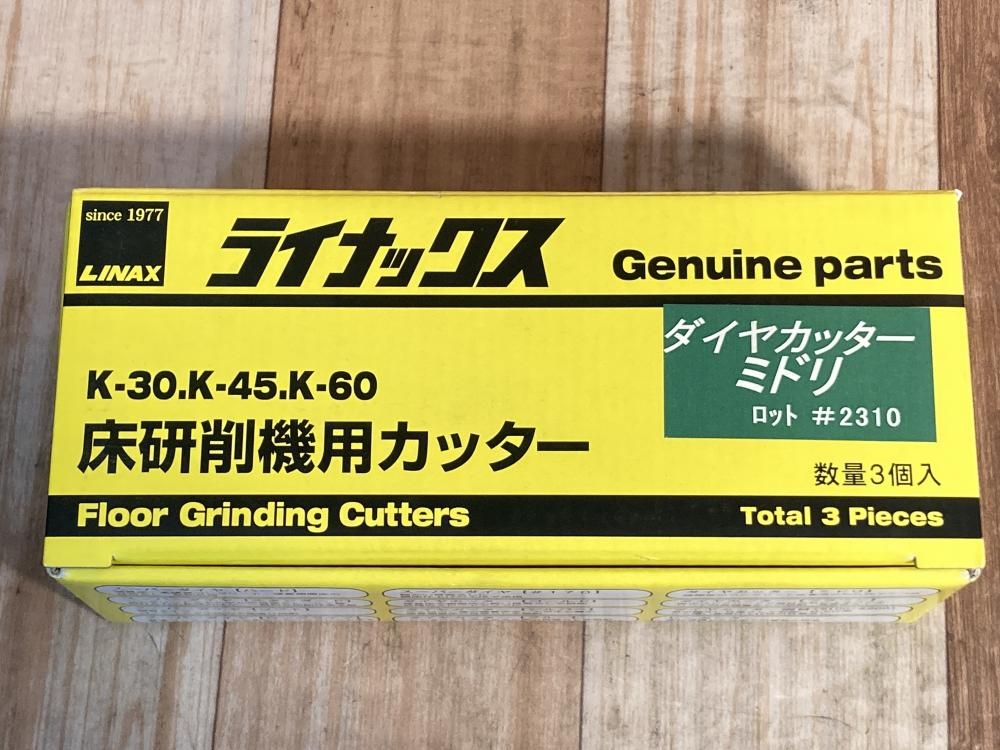 since 1977
LINAX
ライナックス
Genuine parts
ダイヤカッター
ミドリ
ロット #2310
K-30.K-45.K-60
床研削機用カッター
数量3個入
Floor Grinding Cutters
Total 3 Pieces